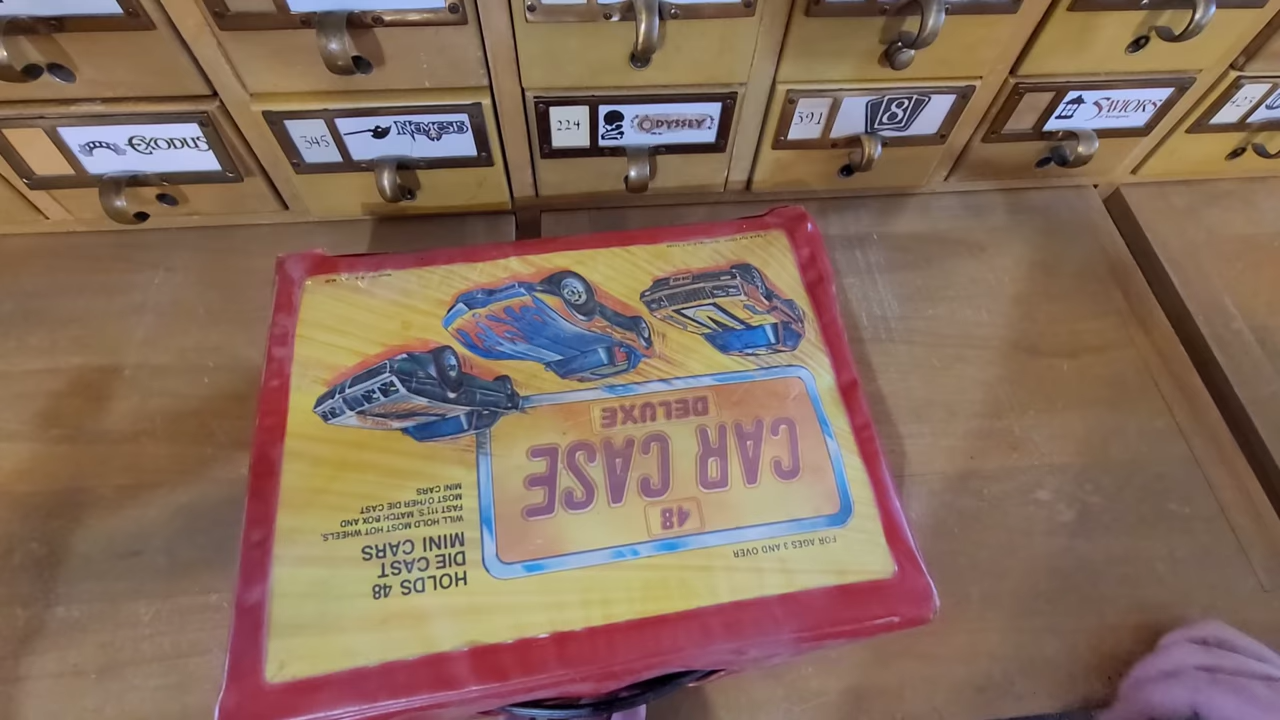 EXODUS
345
NEMESIS
224
ODYSSEY
391
8
SAVIORS
423
FOR AGES 3 AND OVER
48
CAR CASE
DELUXE
HOLDS 48
DIE CAST
MINI CARS
WILL HOLD MOST HOT WHEELS,
FAST 111'S, MATCH BOX AND
MOST OTHER DIE CAST
MINI CARS